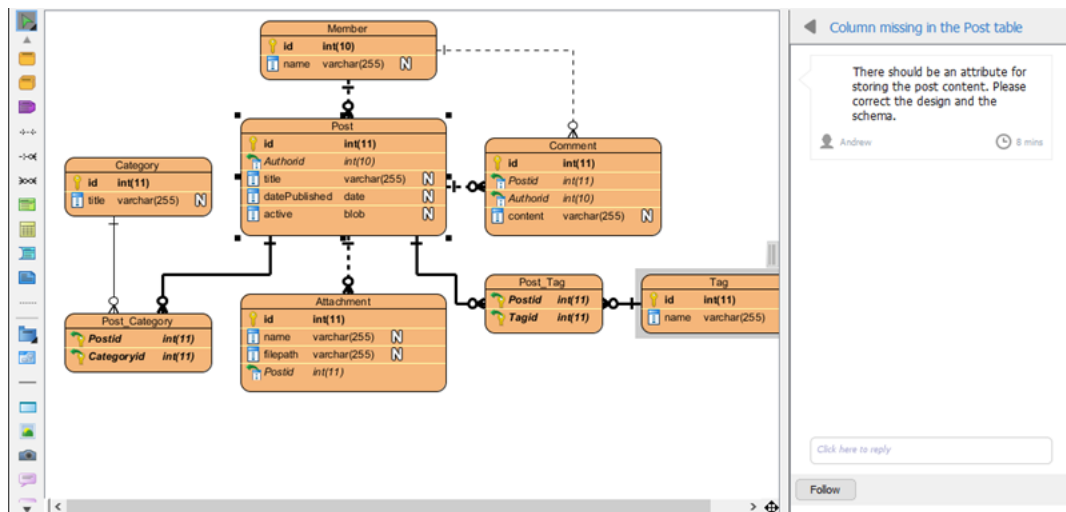 Member
id int(10)
name varchar(255) N
Post
id int(11)
Authorid int(10)
title varchar(255) N
datePublished date N
active blob N
Comment
id int(11)
Postid int(11)
Authorid int(10)
content varchar(255) N
Category
id int(11)
title varchar(255) N
Post_Category
Postid int(11)
Categoryid int(11)
Attachment
id int(11)
name varchar(255) N
filepath varchar(255) N
Postid int(11)
Post_Tag
Postid int(11)
Tagid int(11)
Tag
id int(11)
name varchar(255)
Column missing in the Post table
There should be an attribute for
storing the post content. Please
correct the design and the
schema.
Andrew 8 mins
Click here to reply
Follow